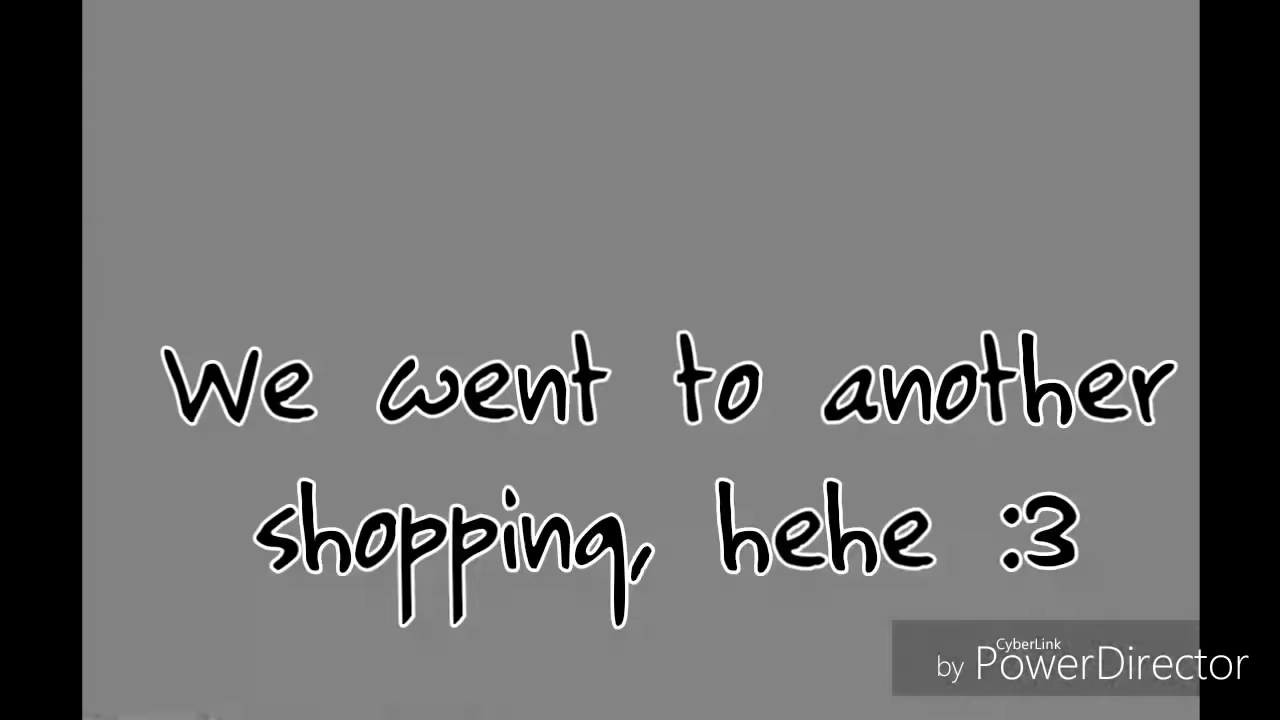 We went to another
shopping, hehe :3
CyberLink
by PowerDirector